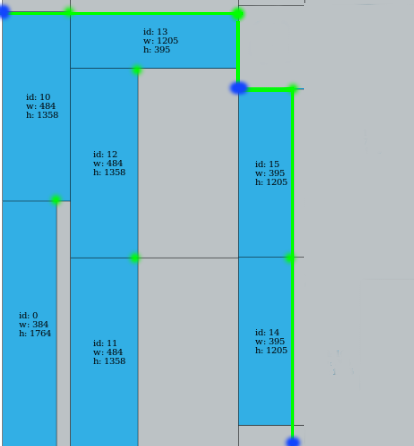 id: 13
w: 1205
h: 395
id: 10
w: 484
h: 1358
id: 12
w: 484
h: 1358
id: 15
w: 395
h: 1205
id: 0
w: 384
h: 1764
id: 11
w: 484
h: 1358
id: 14
w: 395
h: 1205